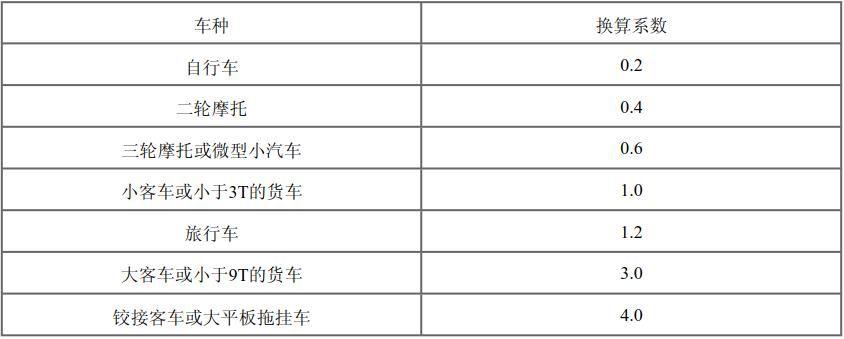 车种 换算系数
自行车 0.2
二轮摩托 0.4
三轮摩托或微型小汽车 0.6
小客车或小于3T的货车 1.0
旅行车 1.2
大客车或小于9T的货车 3.0
铰接客车或大平板拖挂车 4.0